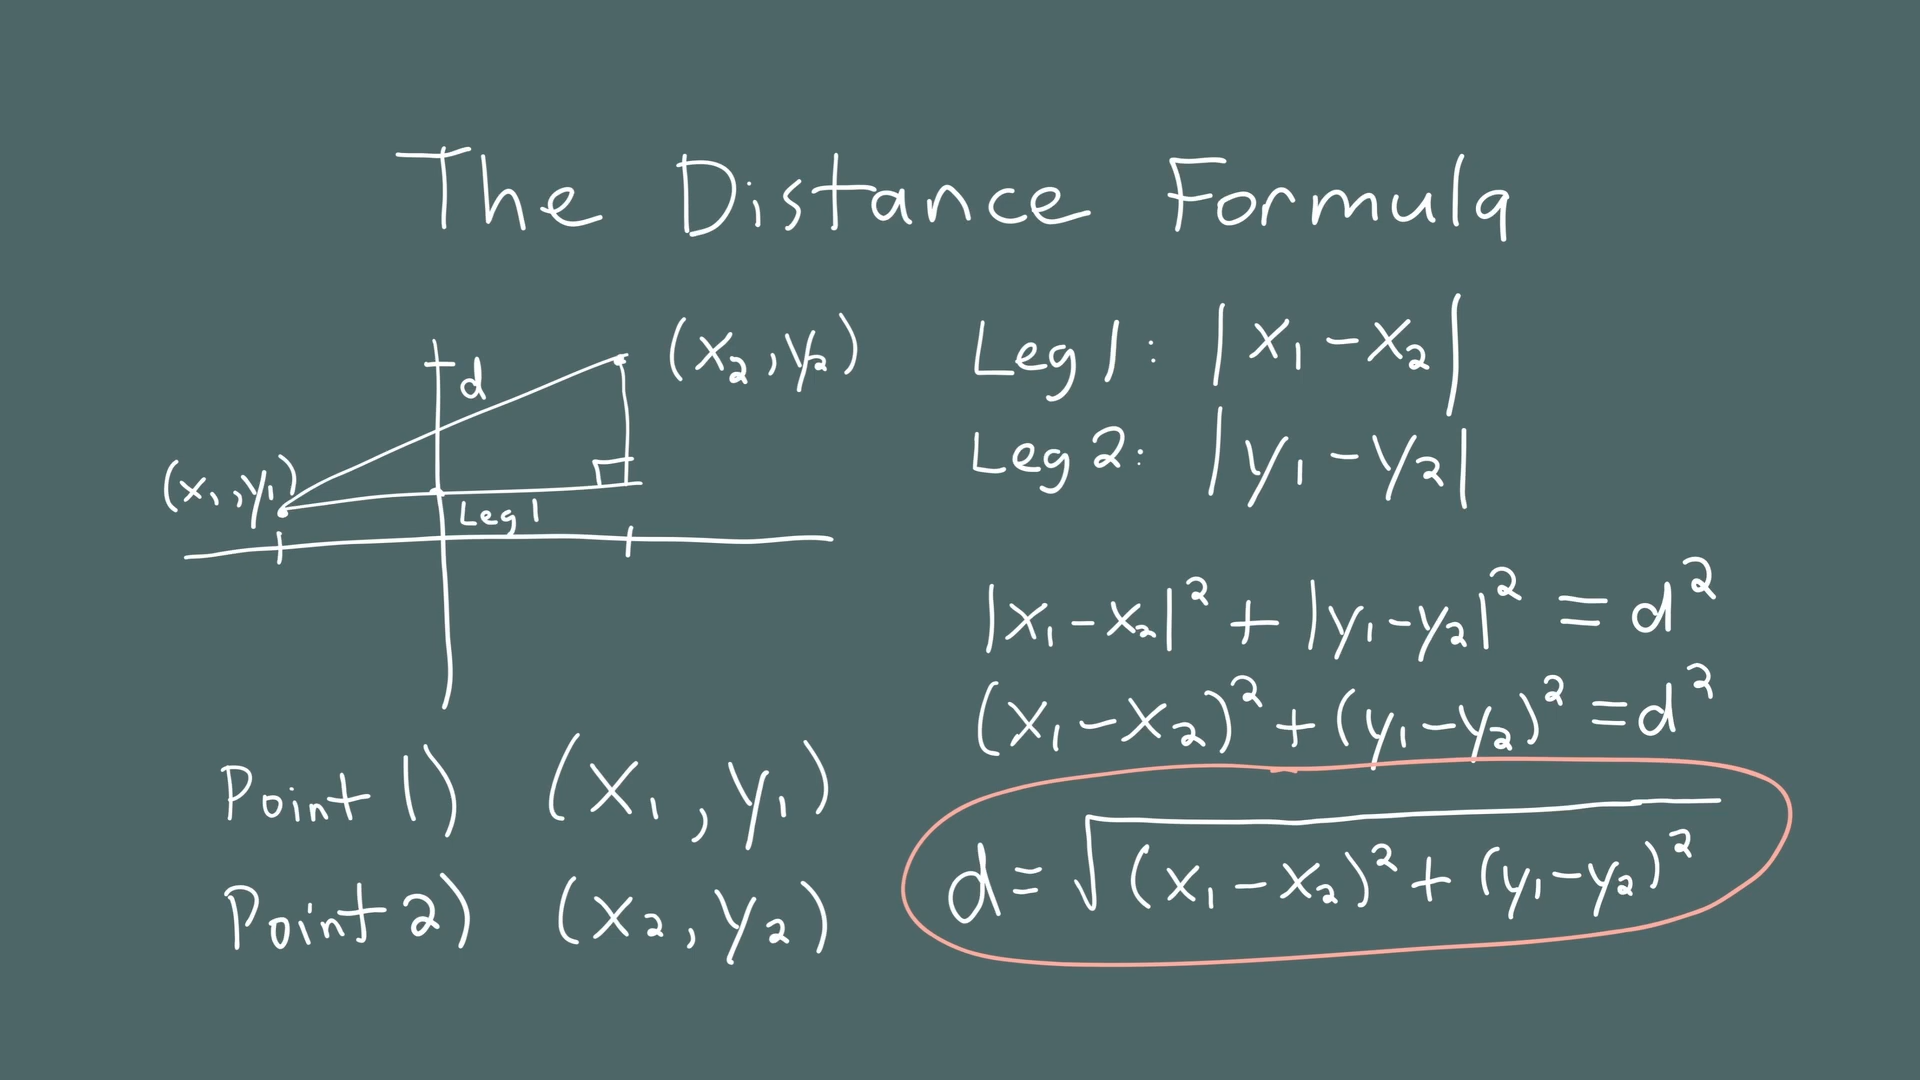 The Distance Formula
d
(x₂, y₂)
(x₁, y₁)
Leg 1
Leg 1: |x₁ - x₂|
Leg 2: |y₁ - y₂|
|x₁ - x₂|² + |y₁ - y₂|² = d²
(x₁ - x₂)² + (y₁ - y₂)² = d²
d = √(x₁ - x₂)² + (y₁ - y₂)²
Point 1) (x₁, y₁)
Point 2) (x₂, y₂)